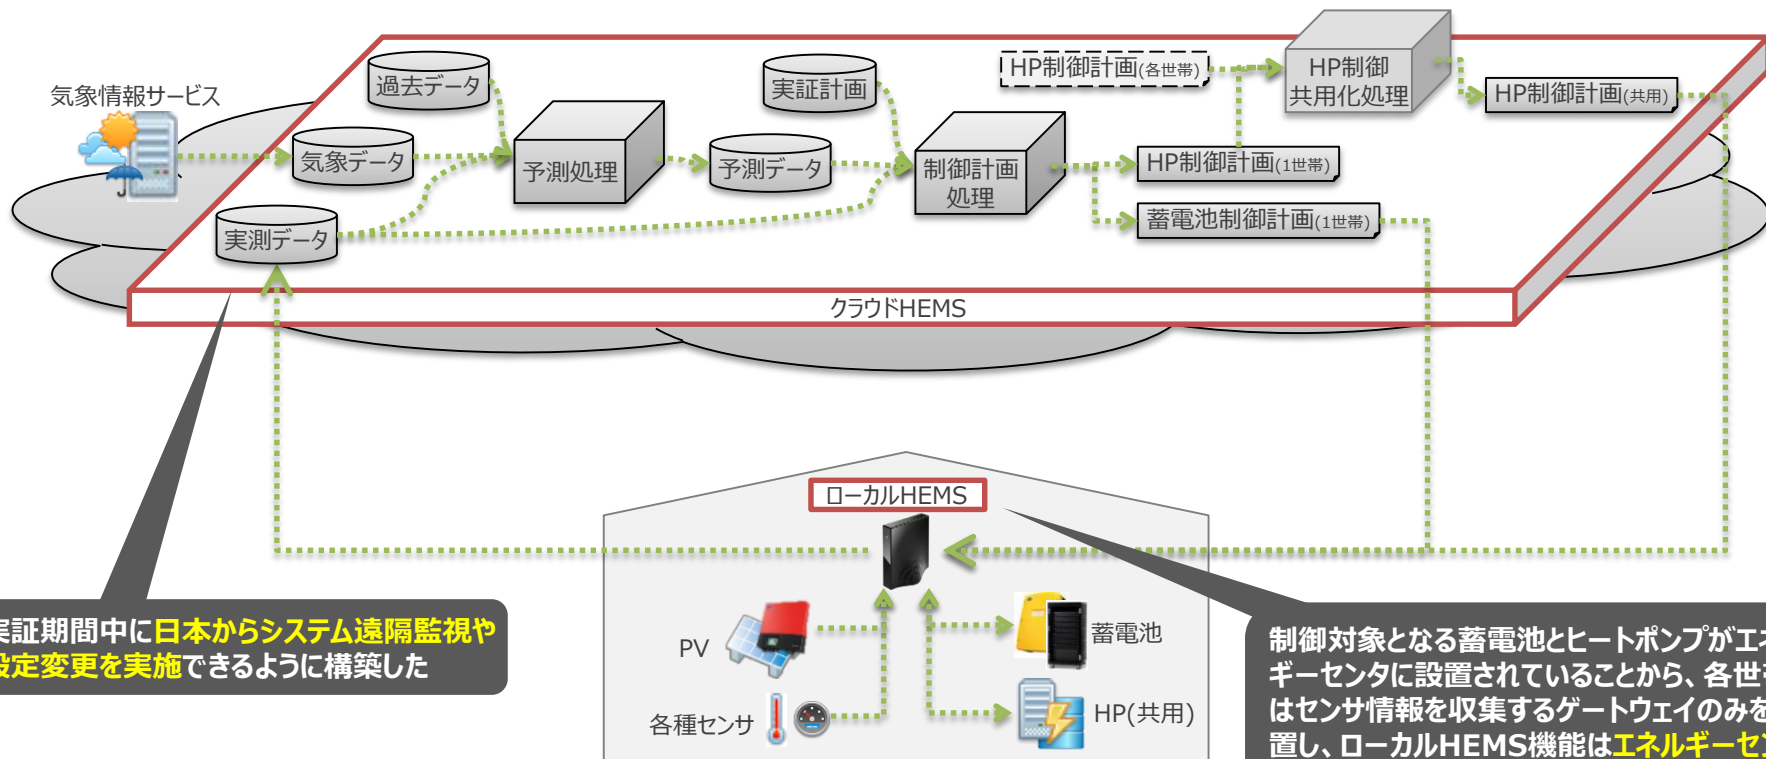 気象情報サービス
過去データ
気象データ
実測データ
予測処理
予測データ
実証計画
制御計画
処理
HP制御計画(各世帯)
HP制御
共用化処理
HP制御計画(共用)
HP制御計画(1世帯)
蓄電池制御計画(1世帯)
クラウドHEMS
ローカルHEMS
PV
蓄電池
各種センサ
HP(共用)
実証期間中に日本からシステム遠隔監視や
設定変更を実施できるように構築した
制御対象となる蓄電池とヒートポンプがエネ
ギーセンタに設置されていることから、各世
はセンサ情報を収集するゲートウェイのみを
置し、ローカルHEMS機能はエネルギーセン